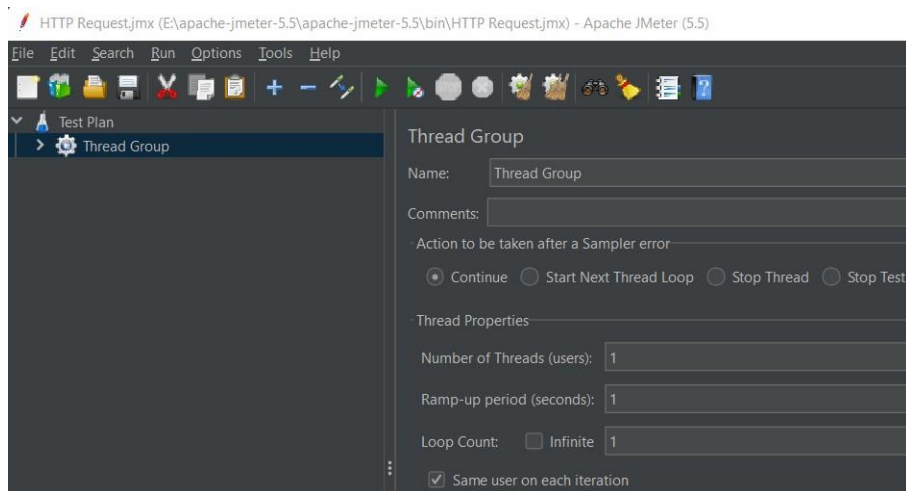 HTTP Request.jmx (E:\apache-jmeter-5.5\apache-jmeter-5.5\bin\HTTP Request.jmx) - Apache JMeter (5.5)
File Edit Search Run Options Tools Help
Test Plan
Thread Group
Thread Group
Name: Thread Group
Comments:
Action to be taken after a Sampler error
Continue Start Next Thread Loop Stop Thread Stop Test
Thread Properties
Number of Threads (users): 1
Ramp-up period (seconds): 1
Loop Count: Infinite 1
Same user on each iteration